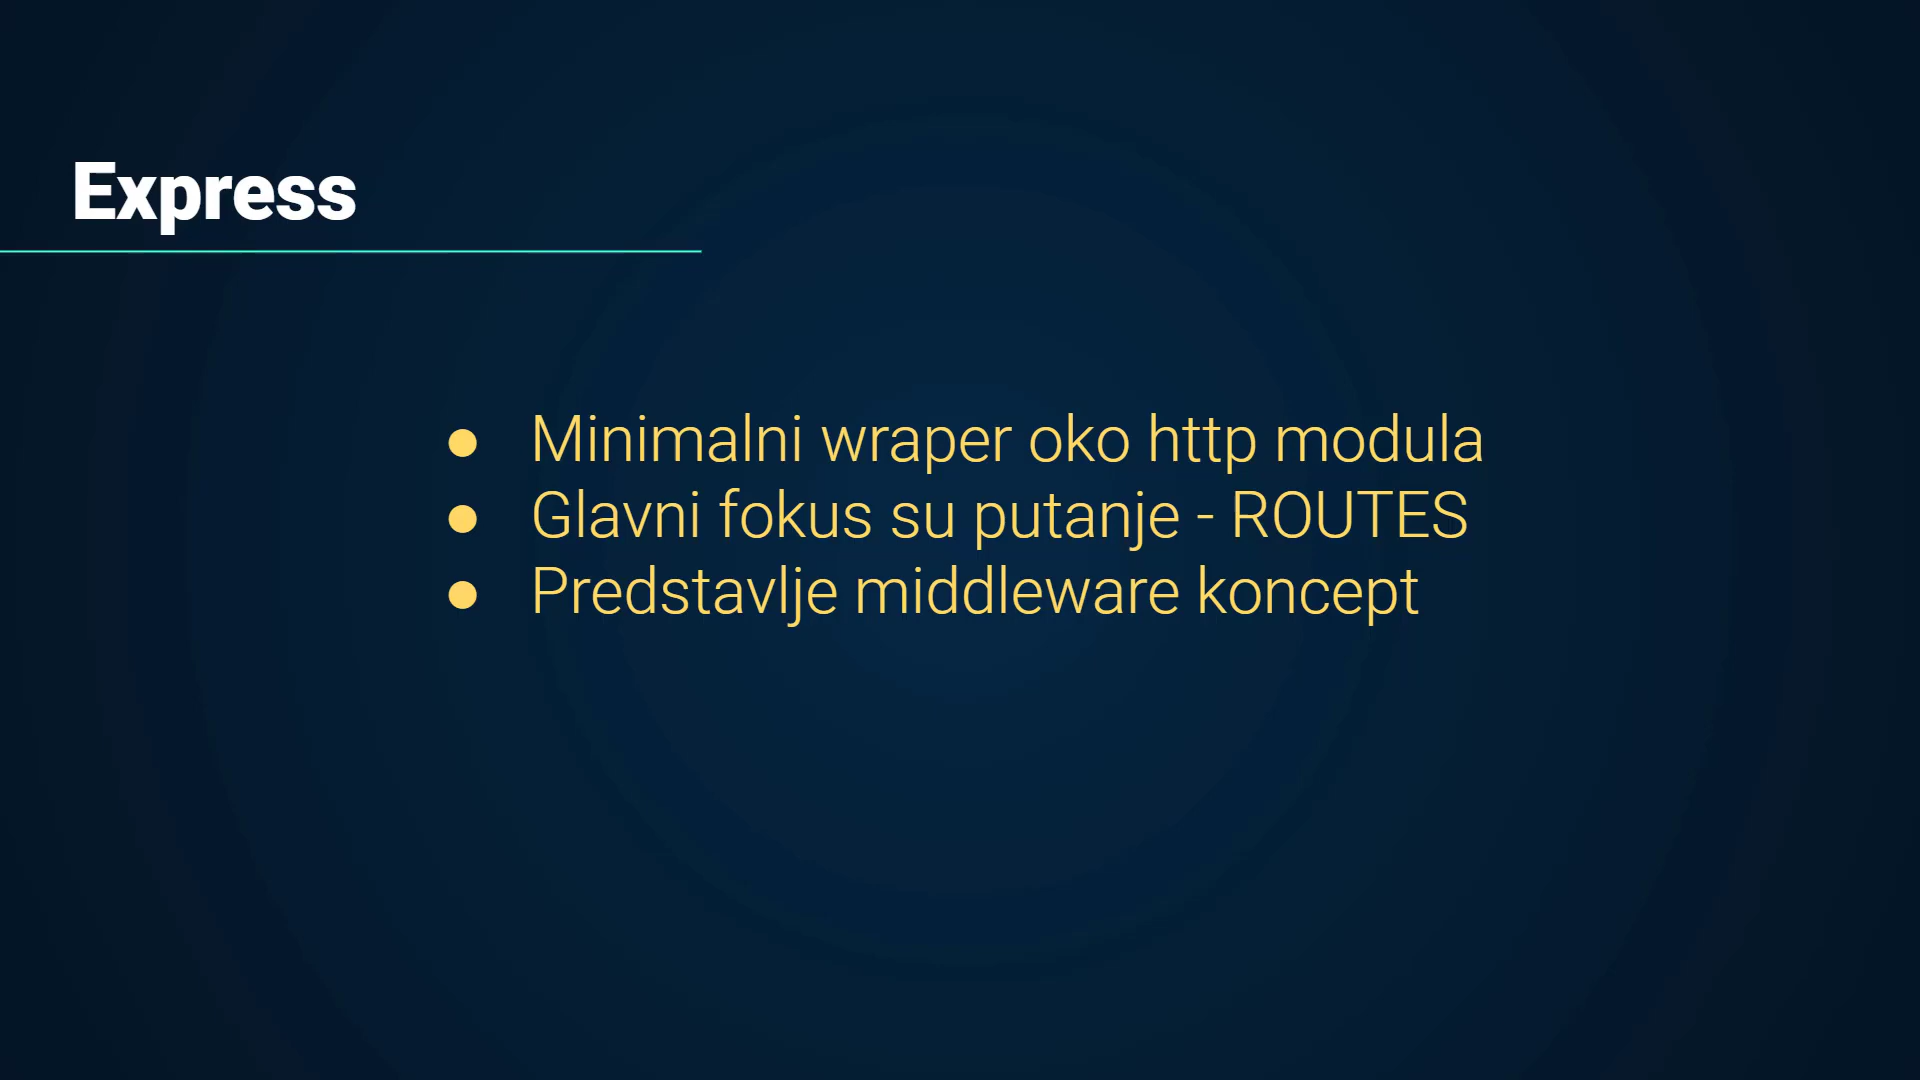 Express
● Minimalni wraper oko http modula
● Glavni fokus su putanje - ROUTES
● Predstavlje middleware koncept